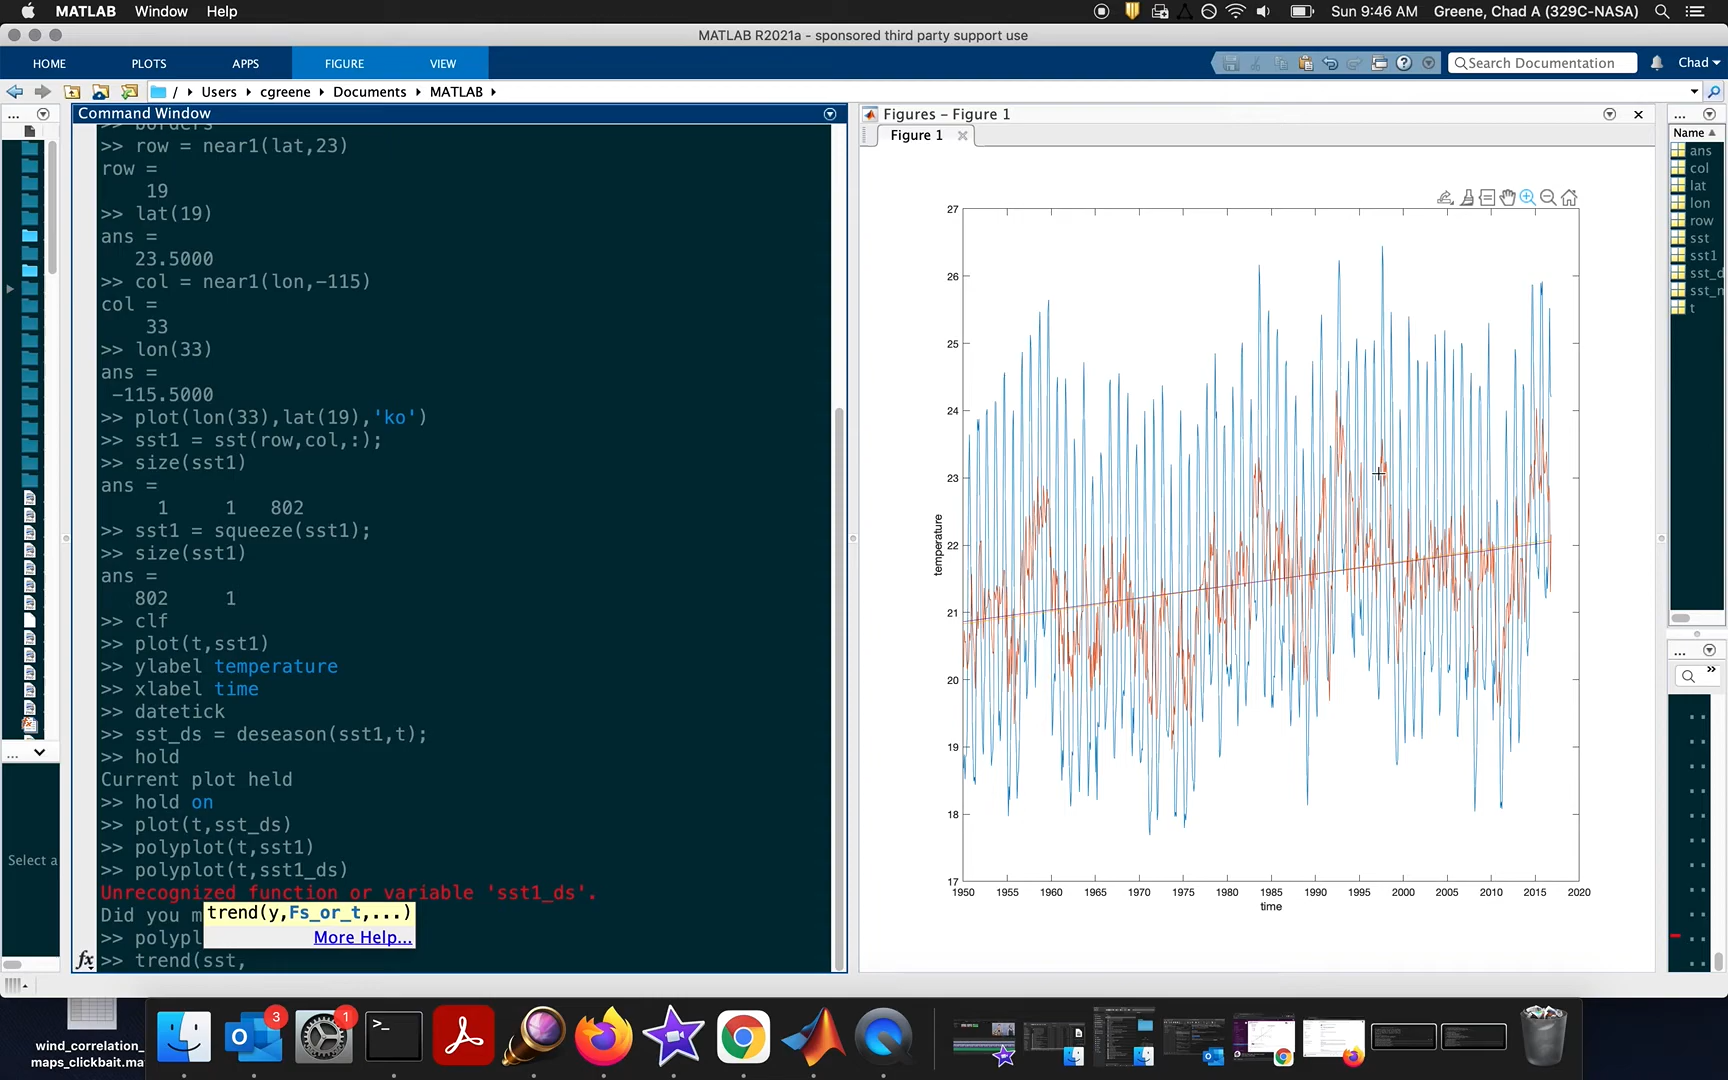 MATLAB Window Help
Sun 9:46 AM Greene, Chad A (329C-NASA)
MATLAB R2021a - sponsored third party support use
HOME PLOTS APPS FIGURE VIEW
Search Documentation Chad
/ Users cgreene Documents MATLAB
Command Window
>> borders
>> row = near1(lat,23)
row =
19
>> lat(19)
ans =
23.5000
>> col = near1(lon,-115)
col =
33
>> lon(33)
ans =
-115.5000
>> plot(lon(33),lat(19),'ko')
>> sst1 = sst(row,col,:);
>> size(sst1)
ans =
1 1 802
>> sst1 = squeeze(sst1);
>> size(sst1)
ans =
802 1
>> clf
>> plot(t,sst1)
>> ylabel temperature
>> xlabel time
>> datetick
>> sst_ds = deseason(sst1,t);
>> hold
Current plot held
>> hold on
>> plot(t,sst_ds)
>> polyplot(t,sst1)
>> polyplot(t,sst1_ds)
Unrecognized function or variable 'sst1_ds'.
Did you m
trend(y,Fs_or_t,...)
More Help...
>> polypl
fx >> trend(sst,
Select a
Figures - Figure 1
Figure 1
27
26
25
24
23
22
21
20
19
18
17
temperature
1950 1955 1960 1965 1970 1975 1980 1985 1990 1995 2000 2005 2010 2015 2020
time
Name
ans
col
lat
lon
row
sst
sst1
sst_d
sst_n
t
3
1
wind_correlation_
maps_clickbait.ma